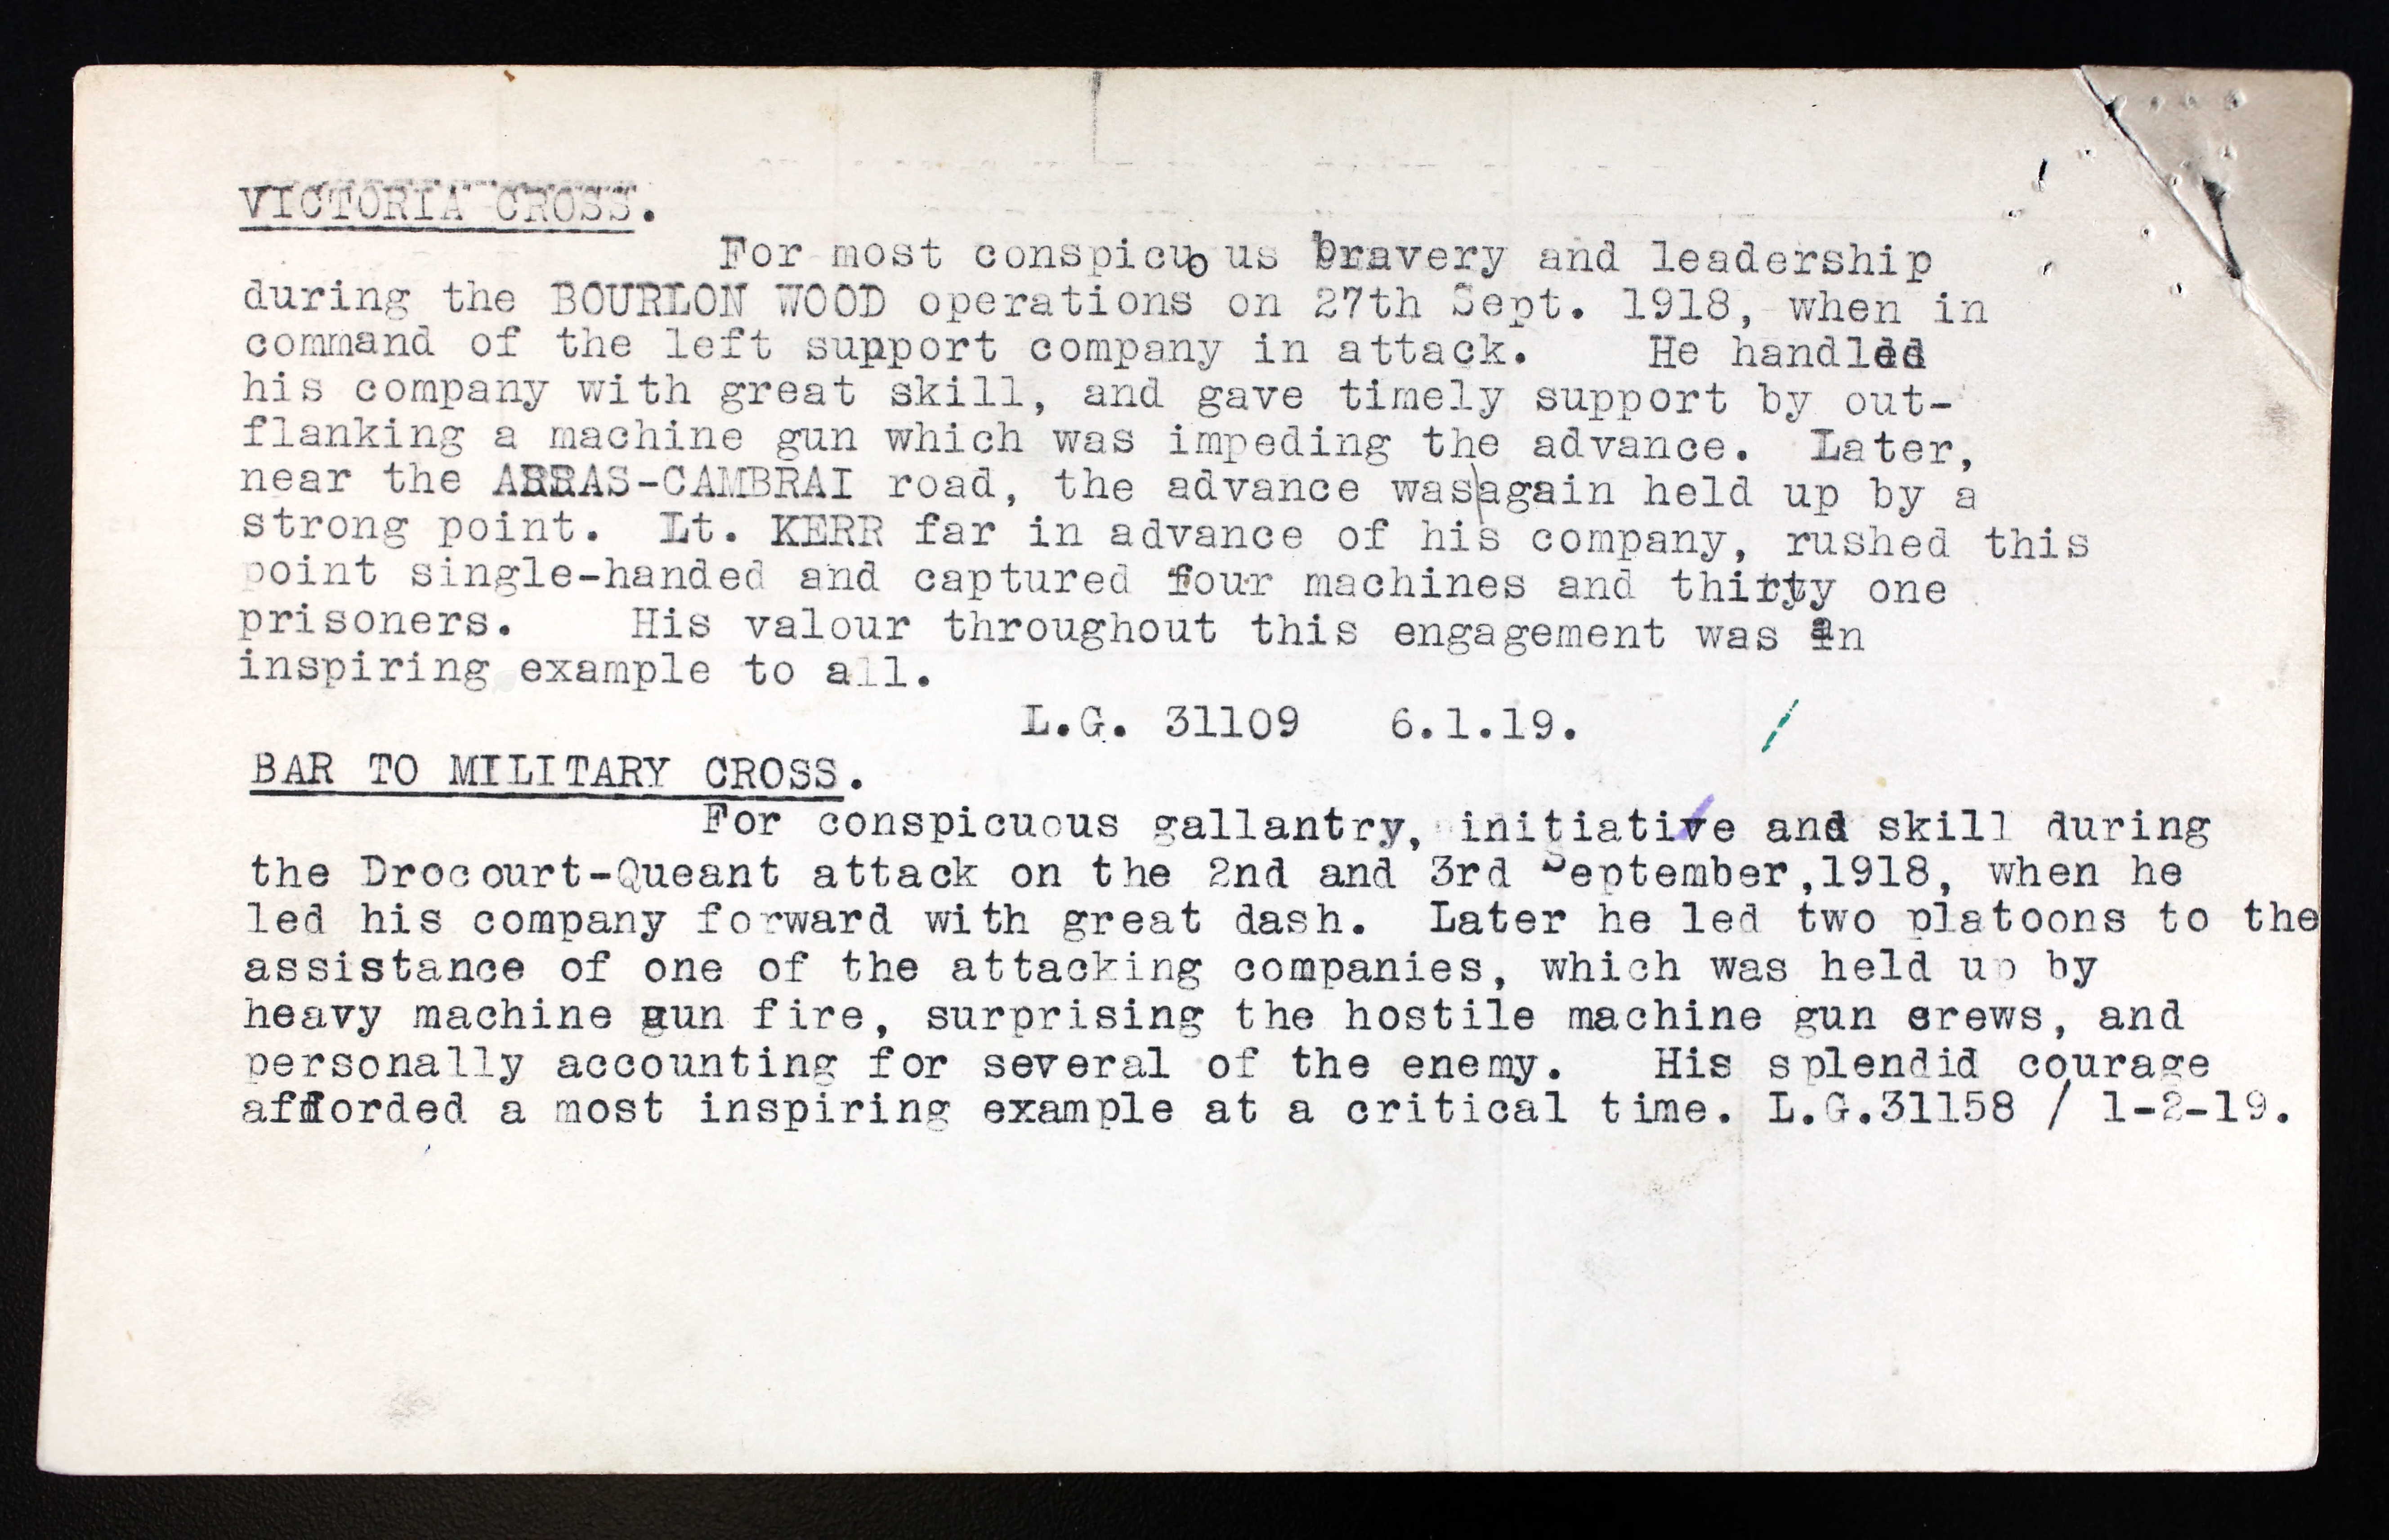 VICTORIA CROSS.
For most conspicuous bravery and leadership
during the BOURLON WOOD operations on 27th Sept. 1918, when in
command of the left support company in attack. He handled
his company with great skill, and gave timely support by out-
flanking a machine gun which was impeding the advance. Later,
near the ARRAS-CAMBRAI road, the advance was\again held up by a
strong point. Lt. KERR far in advance of his company, rushed this
point single-handed and captured four machines and thirty one
prisoners. His valour throughout this engagement was an
inspiring example to all.
L.G. 31109 6.1.19.
BAR TO MILITARY CROSS.
For conspicuous gallantry, initiative and skill during
the Drocourt-Queant attack on the 2nd and 3rd September,1918, when he
led his company forward with great dash. Later he led two platoons to the
assistance of one of the attacking companies, which was held up by
heavy machine gun fire, surprising the hostile machine gun crews, and
personally accounting for several of the enemy. His splendid courage
afforded a most inspiring example at a critical time. L.G.31158 / 1-2-19.